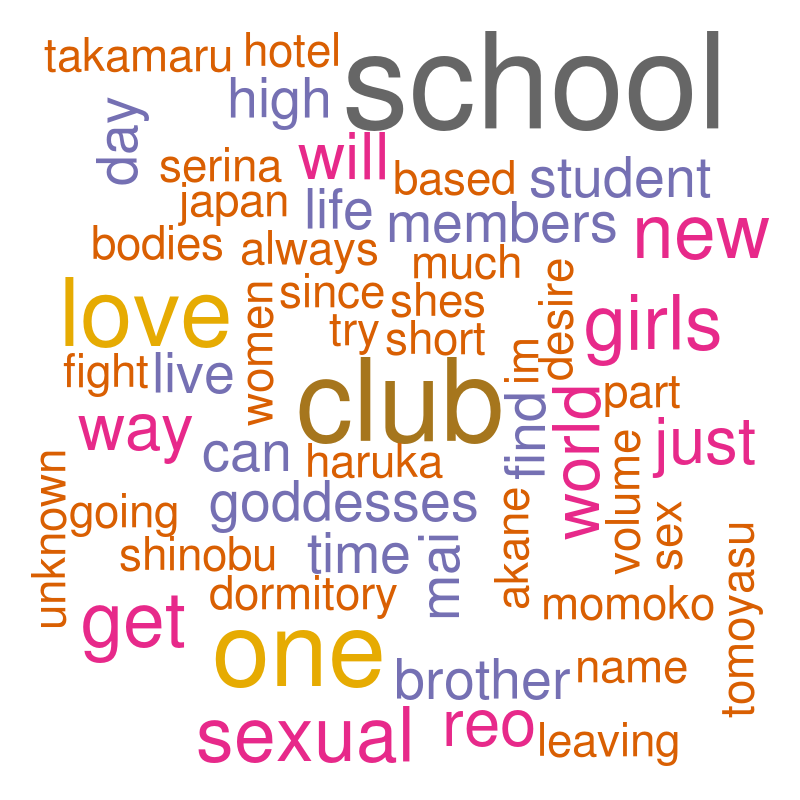 takamaru
hotel
school
high
day
serina
will
based
student
japan
life
members
new
bodies
always
much
love
women
since
shes
desire
girls
try
short
im
fight
live
club
part
way
find
world
just
can
haruka
unknown
going
goddesses
volume
sex
akane
shinobu
time
mai
tomoyasu
get
dormitory
momoko
one
brother
name
sexual
reo
leaving